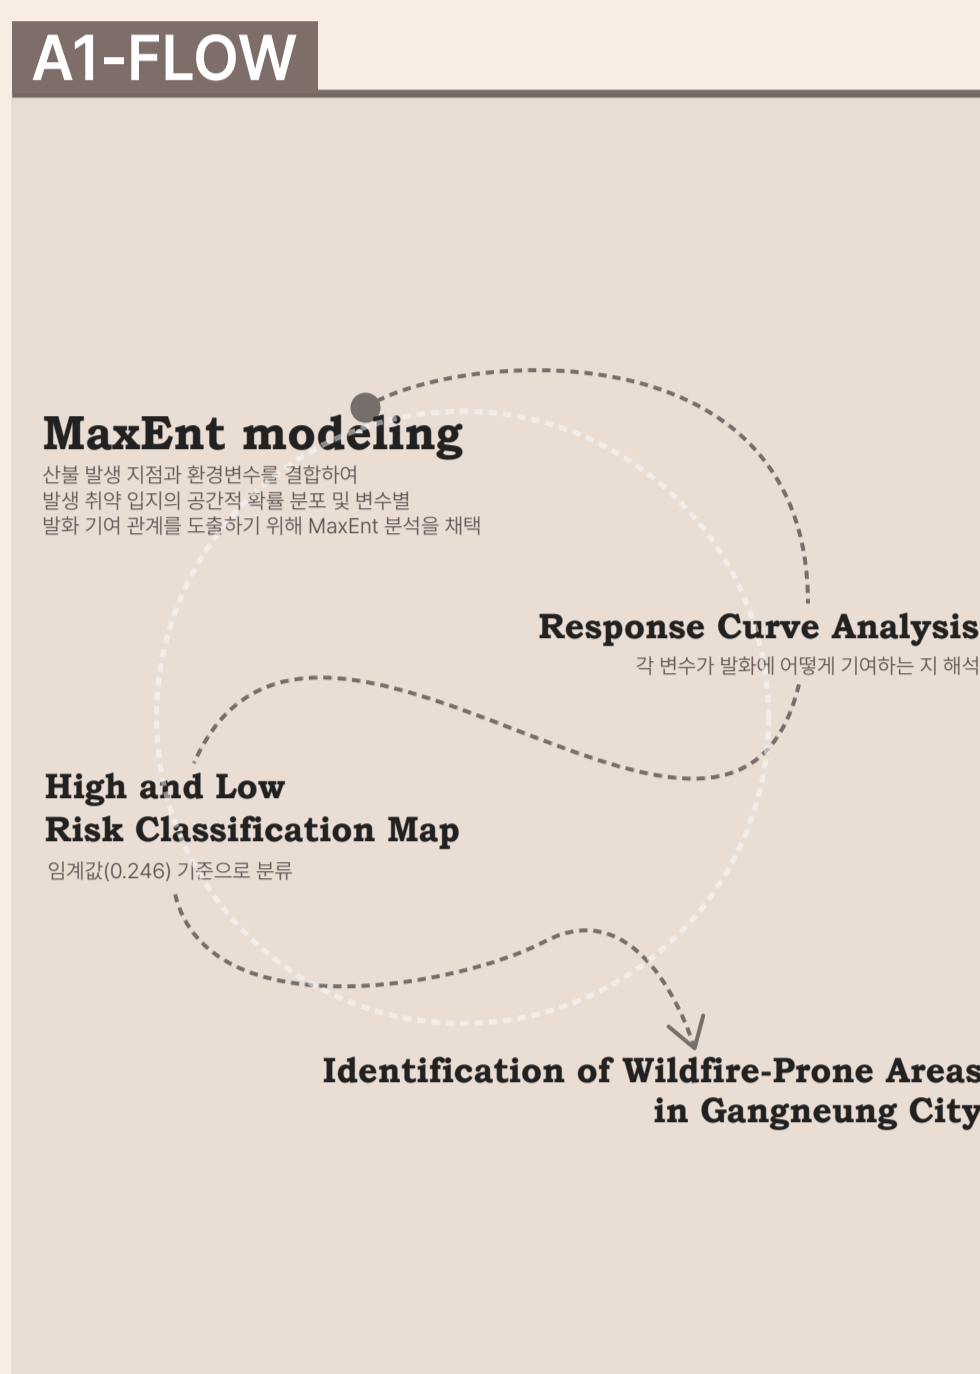 A1-FLOW
MaxEnt modeling
산불 발생 지점과 환경변수를 결합하여
발생 취약 입지의 공간적 확률 분포 및 변수별
발화 기여 관계를 도출하기 위해 MaxEnt 분석을 채택
Response Curve Analysis
각 변수가 발화에 어떻게 기여하는 지 해석
High and Low
Risk Classification Map
임계값(0.246) 기준으로 분류
Identification of Wildfire-Prone Areas
in Gangneung City